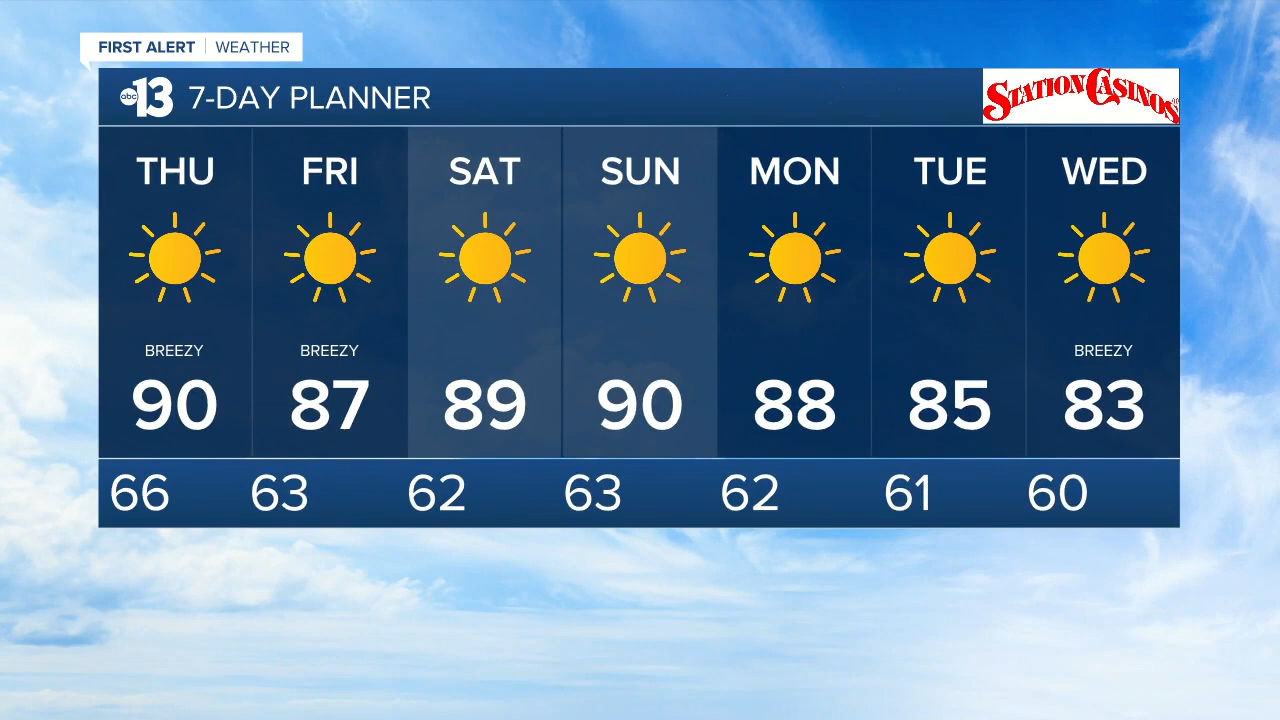 FIRST ALERT | WEATHER
abc 13 7-DAY PLANNER
STATION CASINOS
THU FRI SAT SUN MON TUE WED
BREEZY BREEZY BREEZY
90 87 89 90 88 85 83
66 63 62 63 62 61 60